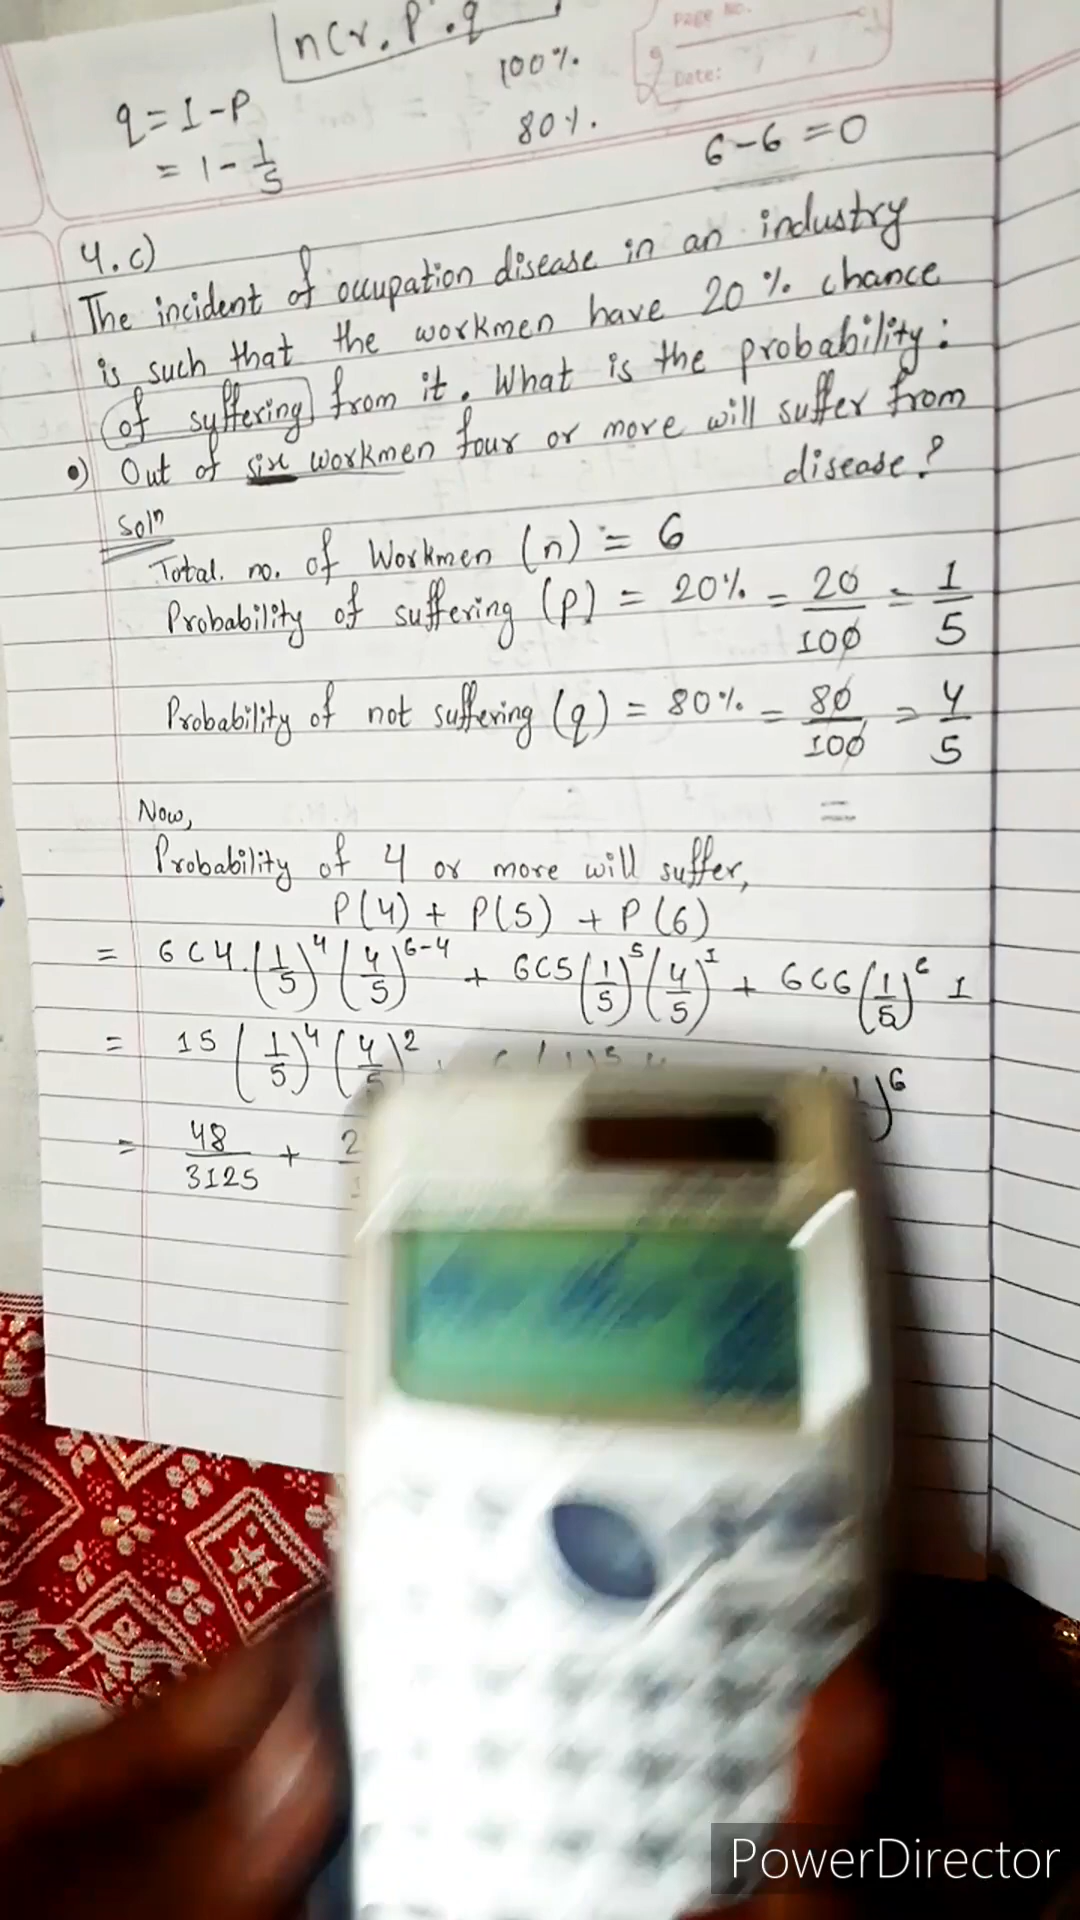 nCr. p . q
100%.
q = 1-P
80%.
= 1 - 1/5
6-6 = 0
PAGE NO.
Date:
4. c)
The incident of occupation disease in an industry
is such that the workmen have 20 % chance
of suffering from it. What is the probability:
•) Out of six workmen four or more will suffer from
disease?
Soln
Total. no. of Workmen (n) = 6
Probability of suffering (p) = 20% = 20/100 = 1/5
Probability of not suffering (q) = 80% = 80/100 = 4/5
=
Now,
Probability of 4 or more will suffer,
P(4) + P(5) + P(6)
= 6C4. (1/5)^4 (4/5)^6-4 + 6C5 (1/5)^5 (4/5)^1 + 6C6 (1/5)^6 1
= 15 (1/5)^4 (4/5)^2 )^6
= 48/3125 + 2
PowerDirector